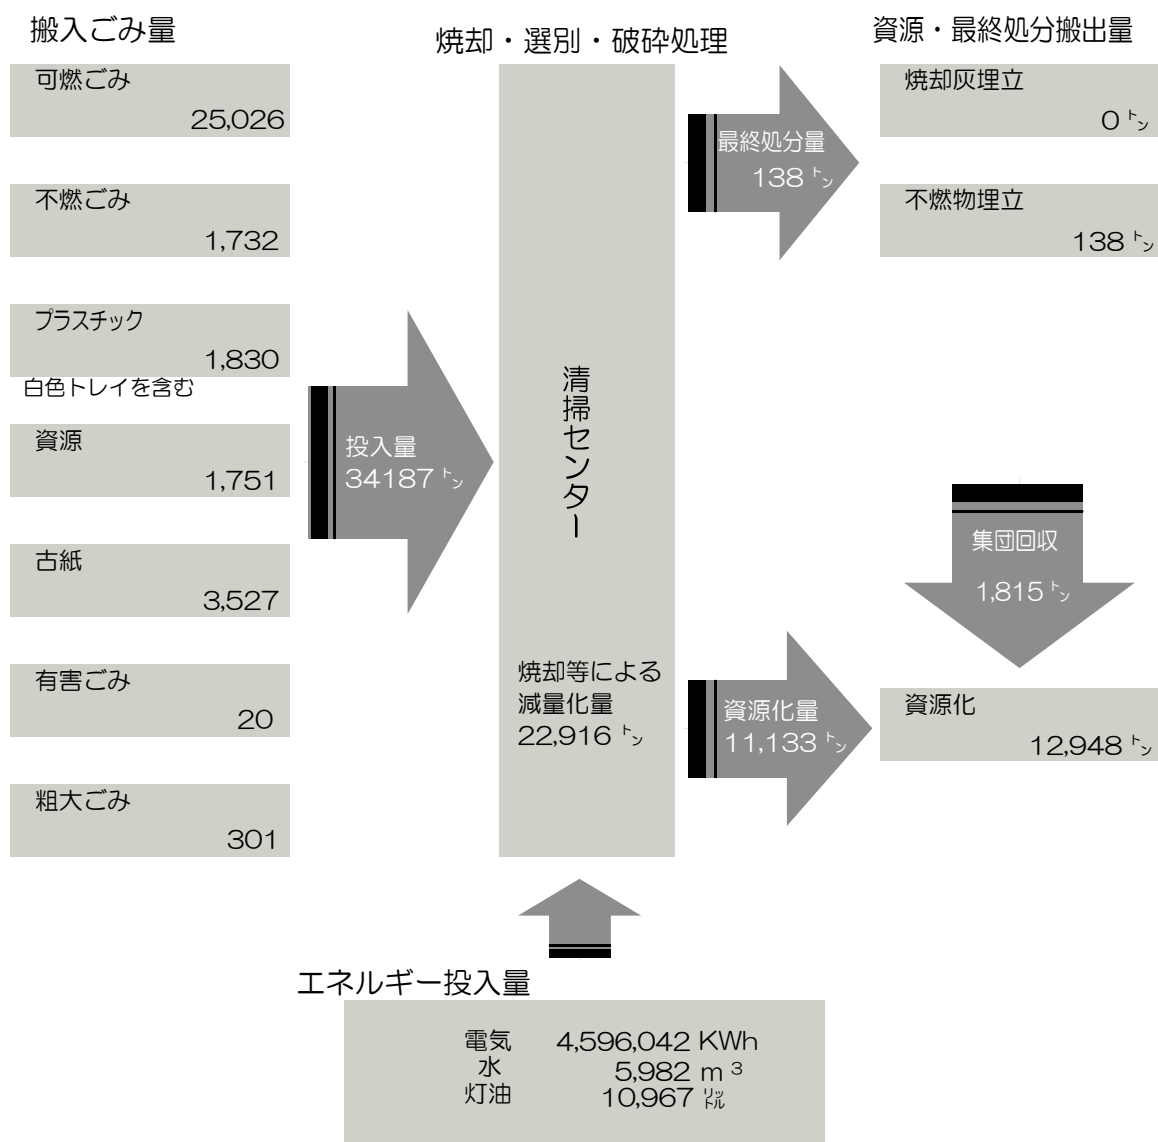 搬入ごみ量
可燃ごみ
25,026
不燃ごみ
1,732
プラスチック
1,830
白色トレイを含む
資源
1,751
古紙
3,527
有害ごみ
20
粗大ごみ
301
投入量
34187 トン
焼却・選別・破砕処理
清掃センター
焼却等による
減量化量
22,916 トン
最終処分量
138 トン
資源化量
11,133 トン
資源・最終処分搬出量
焼却灰埋立
0 トン
不燃物埋立
138 トン
集団回収
1,815 トン
資源化
12,948 トン
エネルギー投入量
電気 4,596,042 KWh
水 5,982 m³
灯油 10,967 リットル